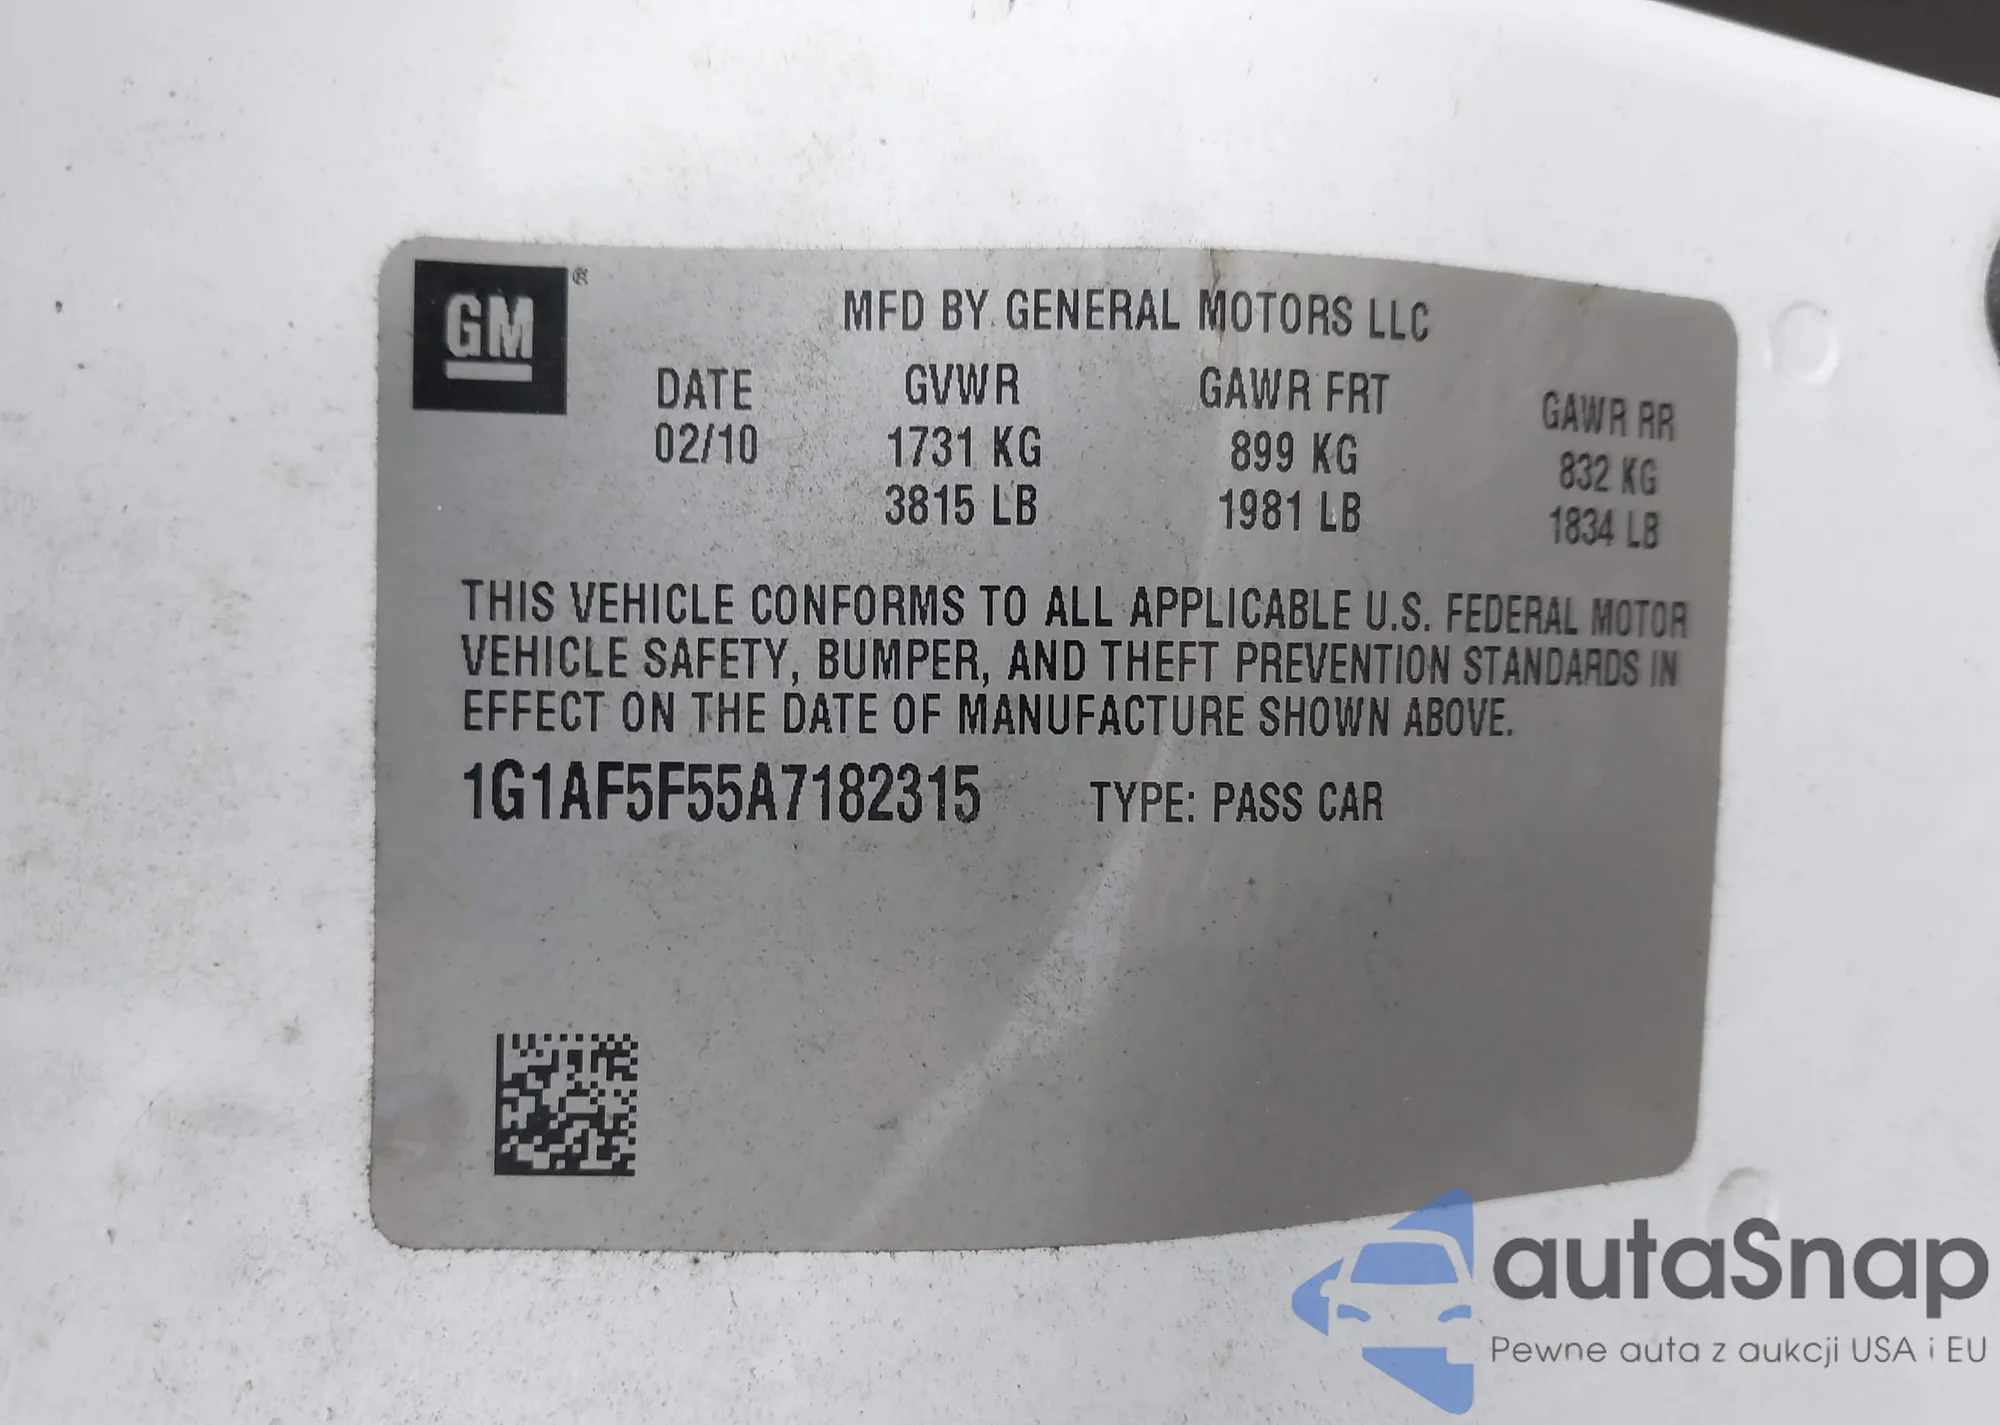 GM ®
MFD BY GENERAL MOTORS LLC
DATE GVWR GAWR FRT GAWR RR
02/10 1731 KG 899 KG 832 KG
3815 LB 1981 LB 1834 LB
THIS VEHICLE CONFORMS TO ALL APPLICABLE U.S. FEDERAL MOTOR
VEHICLE SAFETY, BUMPER, AND THEFT PREVENTION STANDARDS IN
EFFECT ON THE DATE OF MANUFACTURE SHOWN ABOVE.
1G1AF5F55A7182315 TYPE: PASS CAR
autaSnap
Pewne auta z aukcji USA i EU